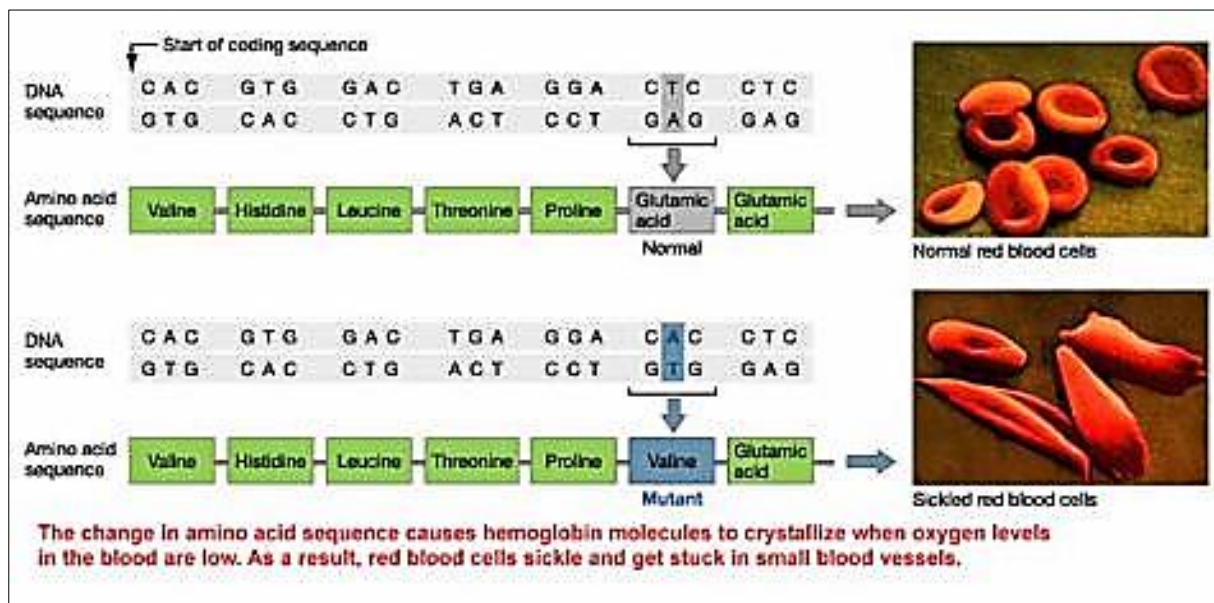 Start of coding sequence
DNA
sequence
C A C G T G G A C T G A G G A C T C C T C
G T G C A C C T G A C T C C T G A G G A G
Amino acid
sequence
Valine Histidine Leucine Threonine Proline Glutamic
acid Glutamic
acid
Normal
Normal red blood cells
DNA
sequence
C A C G T G G A C T G A G G A C A C C T C
G T G C A C C T G A C T C C T G T G G A G
Amino acid
sequence
Valine Histidine Leucine Threonine Proline Valine Glutamic
acid
Mutant
Sickled red blood cells
The change in amino acid sequence causes hemoglobin molecules to crystallize when oxygen levels
in the blood are low. As a result, red blood cells sickle and get stuck in small blood vessels.